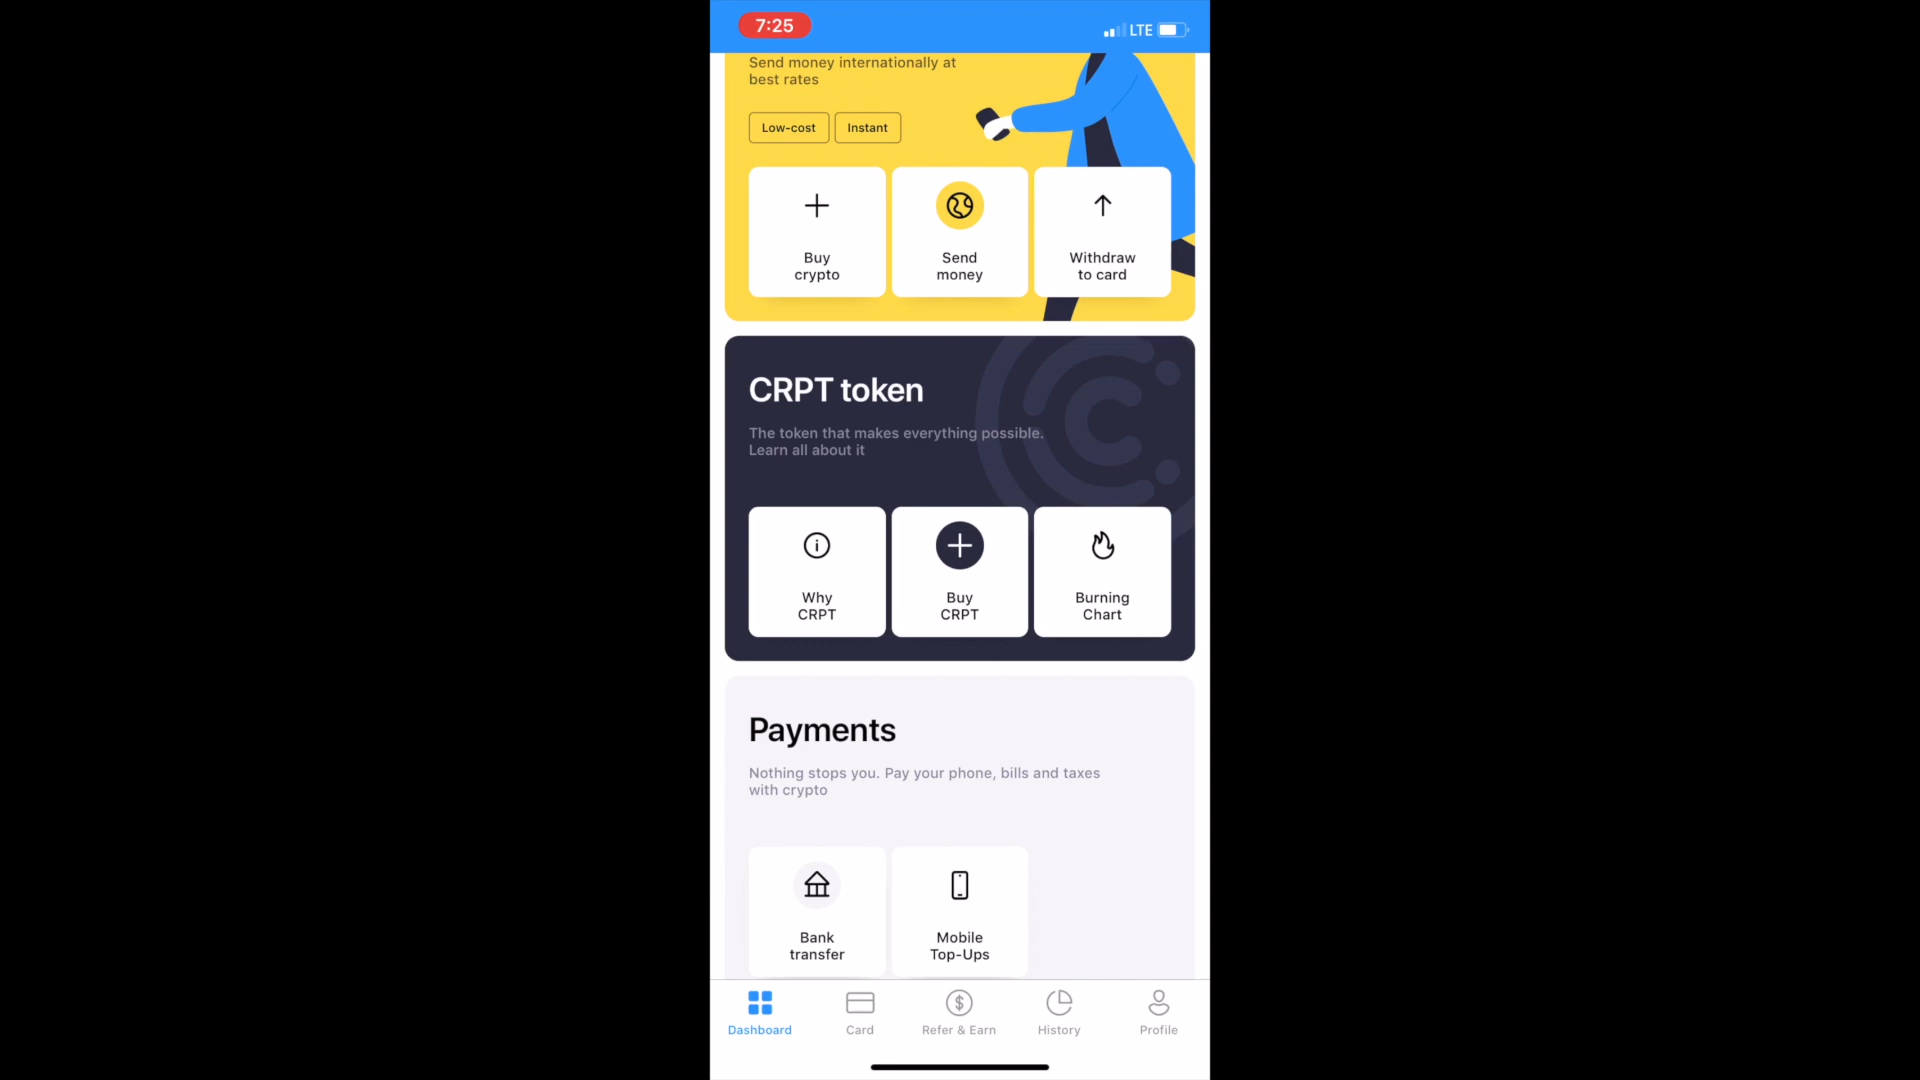 7:25
LTE
Send money internationally at
best rates
Low-cost
Instant
Buy
crypto
Send
money
Withdraw
to card
CRPT token
The token that makes everything possible.
Learn all about it
Why
CRPT
Buy
CRPT
Burning
Chart
Payments
Nothing stops you. Pay your phone, bills and taxes
with crypto
Bank
transfer
Mobile
Top-Ups
Dashboard
Card
Refer & Earn
History
Profile